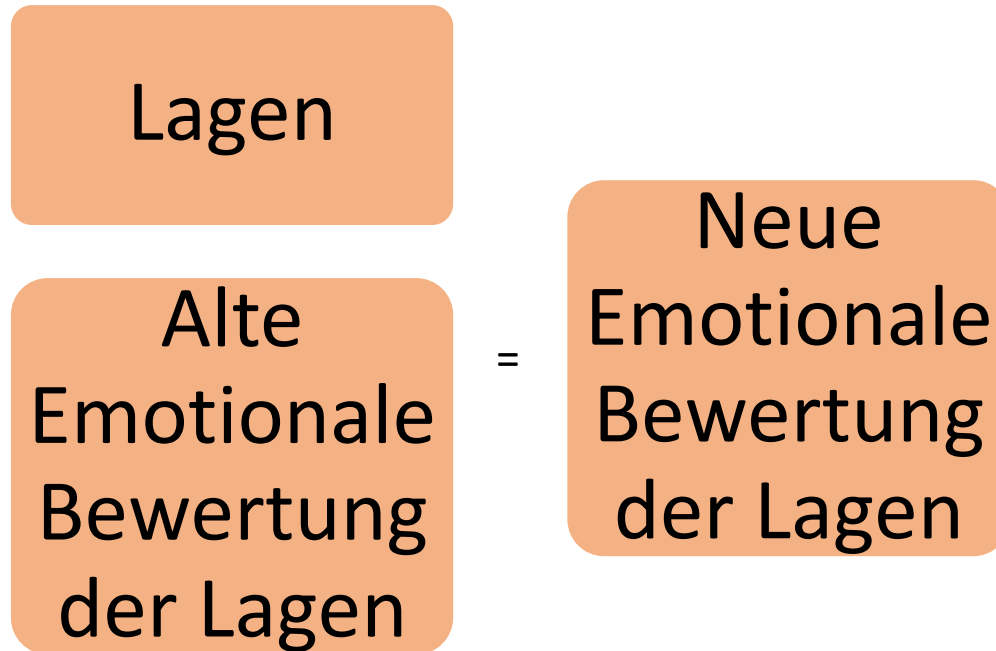 Lagen
Alte
Emotionale
Bewertung
der Lagen
=
Neue
Emotionale
Bewertung
der Lagen